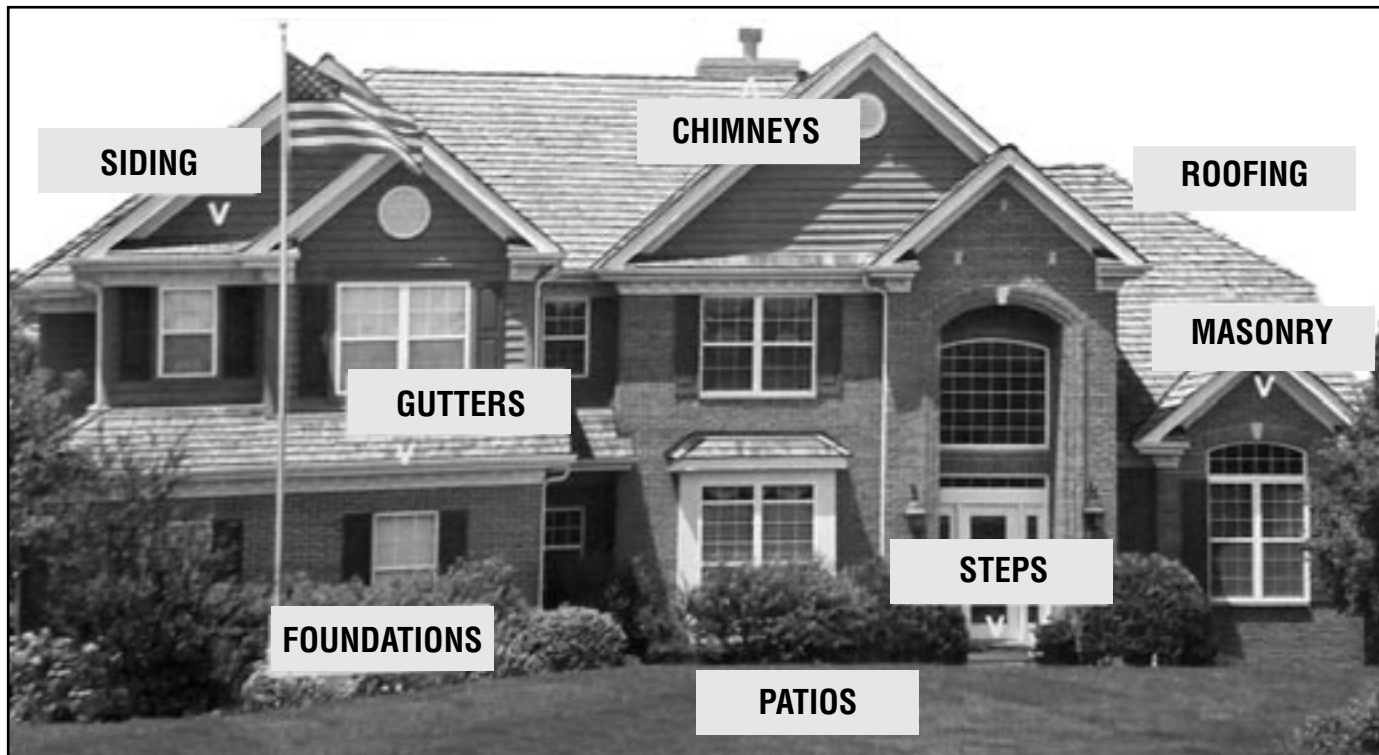 CHIMNEYS
SIDING
ROOFING
MASONRY
GUTTERS
STEPS
FOUNDATIONS
PATIOS